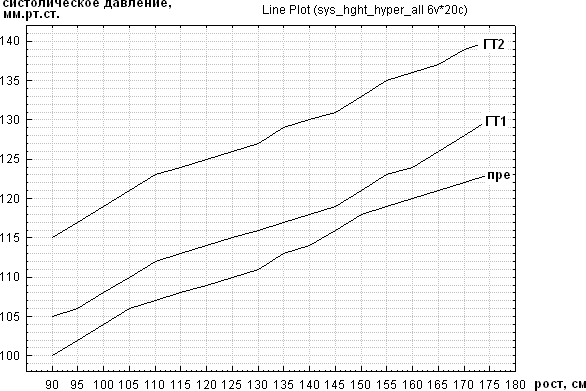 систолическое давление,
мм.рт.ст.
Line Plot (sys_hght_hyper_all 6v*20c)
140
ГТ2
135
130
ГТ1
125
120
пре
115
110
105
100
90 95 100 105 110 115 120 125 130 135 140 145 150 155 160 165 170 175 180 рост, см